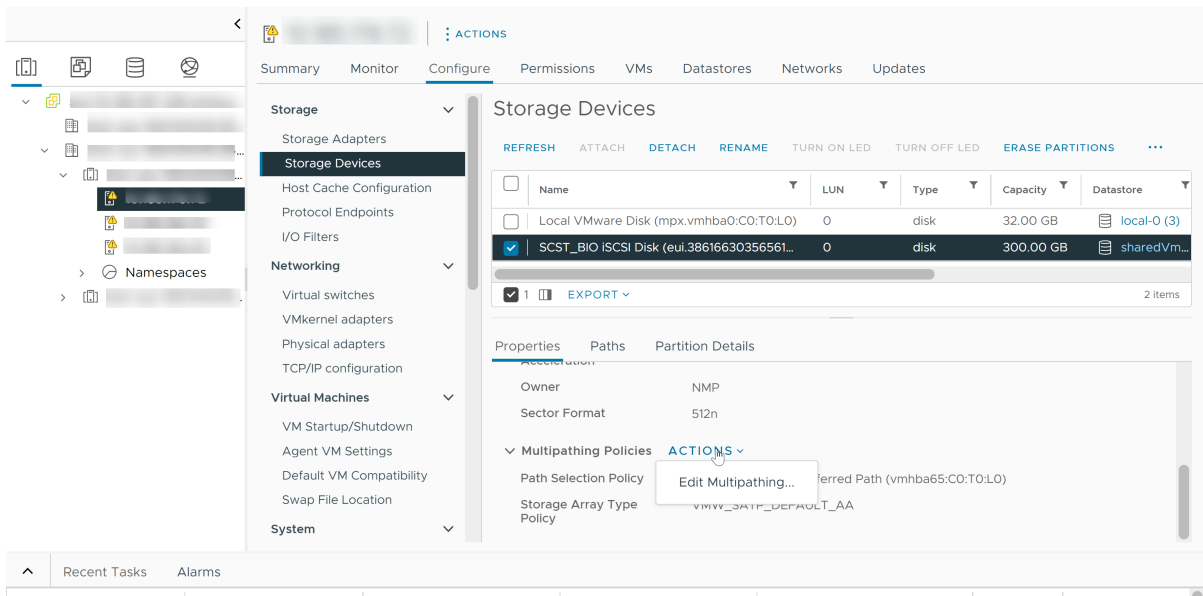 ACTIONS
Summary Monitor Configure Permissions VMs Datastores Networks Updates
Namespaces
Storage
Storage Adapters
Storage Devices
Host Cache Configuration
Protocol Endpoints
I/O Filters
Networking
Virtual switches
VMkernel adapters
Physical adapters
TCP/IP configuration
Virtual Machines
VM Startup/Shutdown
Agent VM Settings
Default VM Compatibility
Swap File Location
System
Storage Devices
REFRESH ATTACH DETACH RENAME TURN ON LED TURN OFF LED ERASE PARTITIONS ...
Name LUN Type Capacity Datastore
Local VMware Disk (mpx.vmhba0:C0:T0:L0) 0 disk 32.00 GB local-0 (3)
SCST_BIO iSCSI Disk (eui.38616630356561... 0 disk 300.00 GB sharedVm...
1 EXPORT 2 items
Properties Paths Partition Details
Acceleration
Owner NMP
Sector Format 512n
Multipathing Policies ACTIONS
Edit Multipathing...
Path Selection Policy ferred Path (vmhba65:C0:T0:L0)
Storage Array Type
Policy
VMW_SATP_DEFAULT_AA
Recent Tasks Alarms